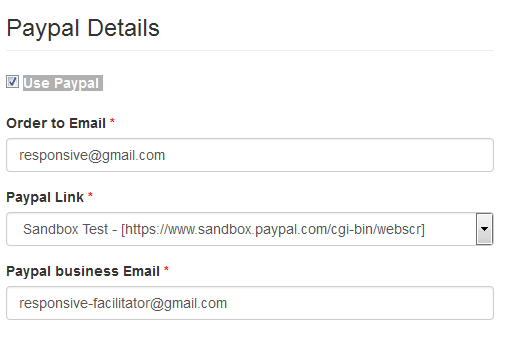 Paypal Details
Use Paypal
Order to Email *
responsive@gmail.com
Paypal Link *
Sandbox Test - [https://www.sandbox.paypal.com/cgi-bin/webscr]
Paypal business Email *
responsive-facilitator@gmail.com